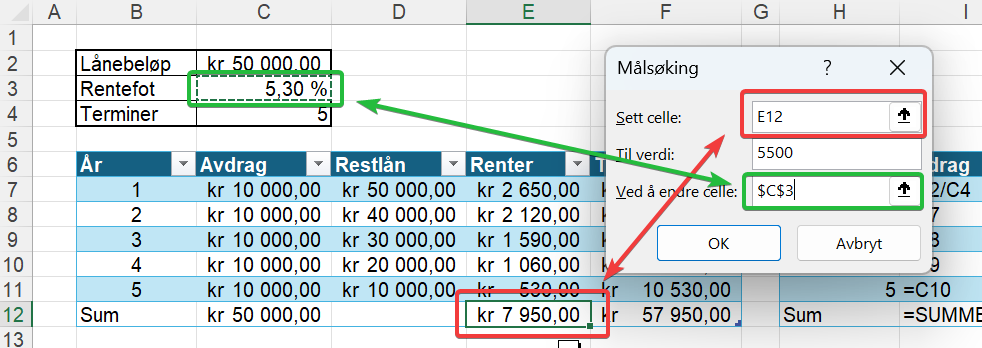 A B C D E F G H I
1
2 Lånebeløp kr 50 000,00
3 Rentefot 5,30 %
4 Terminer 5
5
6 År Avdrag Restlån Renter T drag
7 1 kr 10 000,00 kr 50 000,00 kr 2 650,00 2/C4
8 2 kr 10 000,00 kr 40 000,00 kr 2 120,00
9 3 kr 10 000,00 kr 30 000,00 kr 1 590,00
10 4 kr 10 000,00 kr 20 000,00 kr 1 060,00
11 5 kr 10 000,00 kr 10 000,00 kr 530,00 kr 10 530,00 5 =C10
12 Sum kr 50 000,00 kr 7 950,00 kr 57 950,00 Sum =SUMME
13
Målsøking ?
Sett celle: E12
Til verdi: 5500
Ved å endre celle: $C$3
OK Avbryt